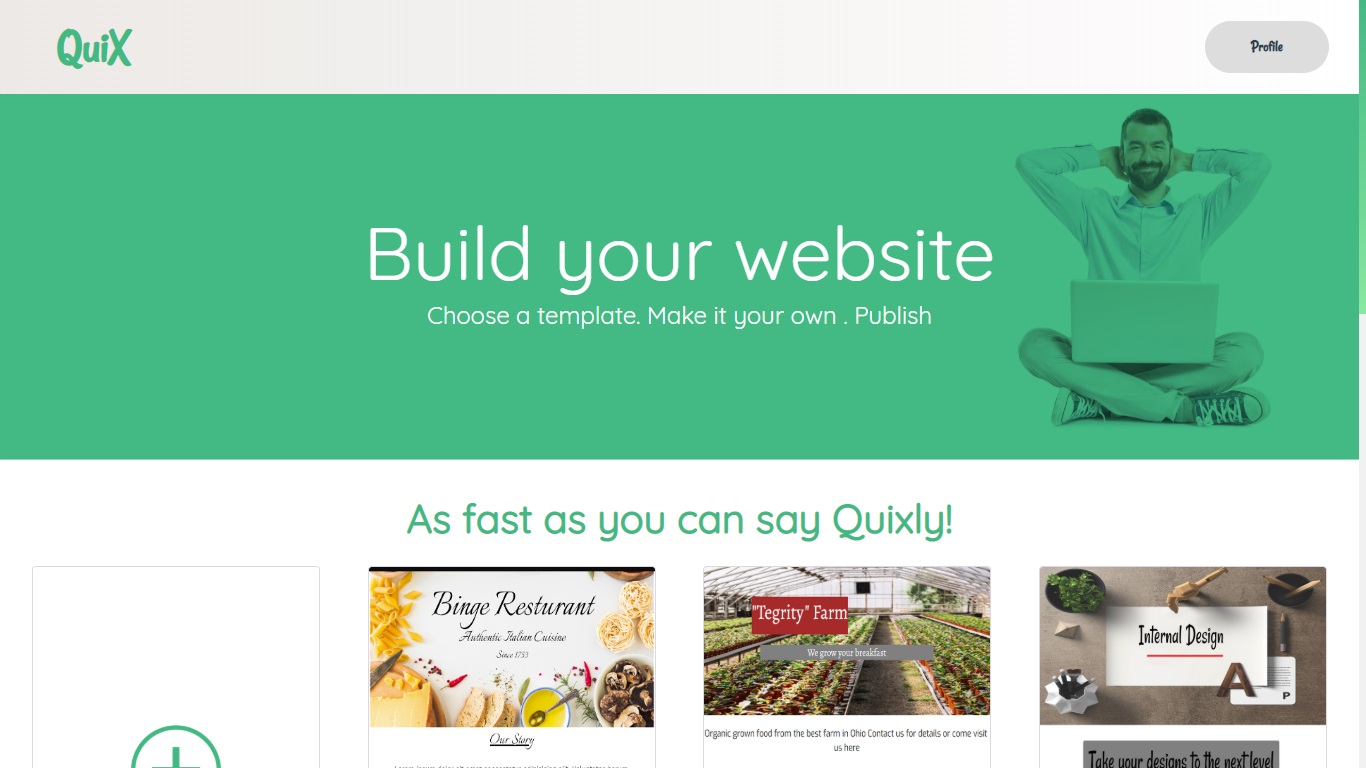 QuiX
Profile
Build your website
Choose a template. Make it your own . Publish
As fast as you can say Quixly!
Binge Resturant
Authentic Italian Cuisine
Since 1753
Our Story
"Tegrity" Farm
We grow your breakfast
Organic grown food from the best farm in Ohio Contact us for details or come visit
us here
Internal Design
A
P
Take your designs to the next level